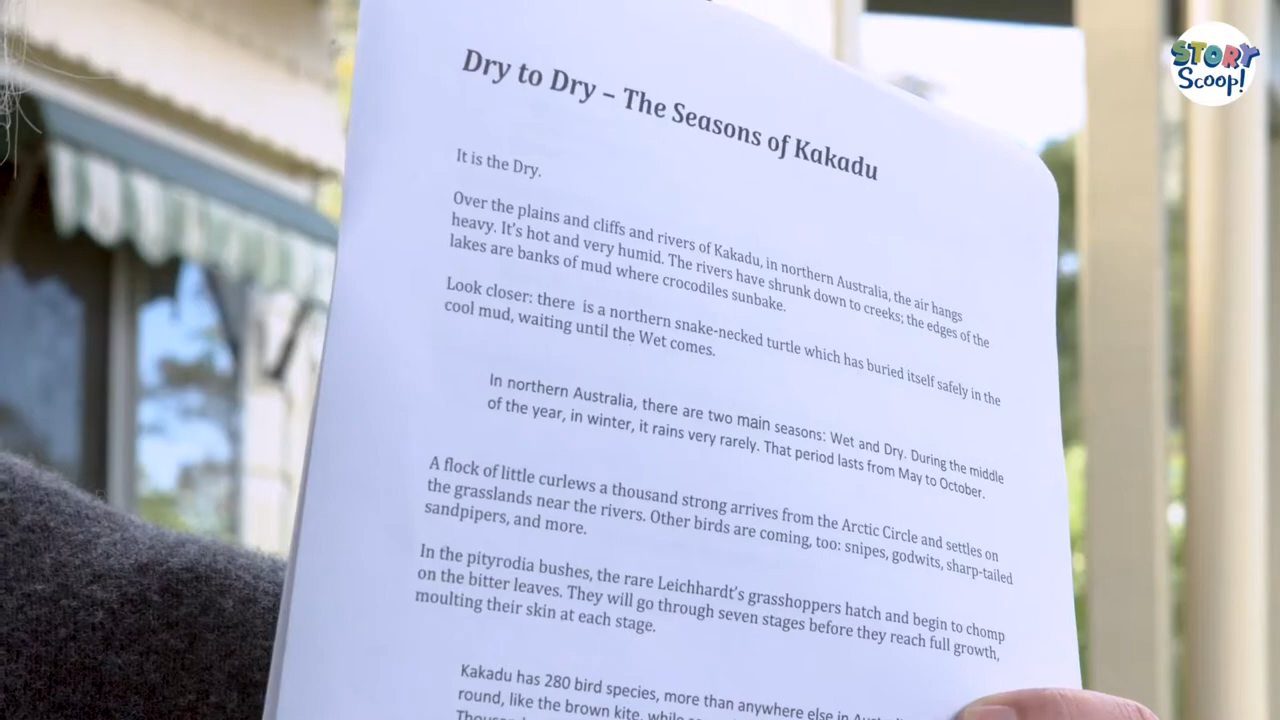 STORY
Scoop!
Dry to Dry – The Seasons of Kakadu
It is the Dry.
Over the plains and cliffs and rivers of Kakadu, in northern Australia, the air hangs
heavy. It's hot and very humid. The rivers have shrunk down to creeks; the edges of the
lakes are banks of mud where crocodiles sunbake.
Look closer: there is a northern snake-necked turtle which has buried itself safely in the
cool mud, waiting until the Wet comes.
In northern Australia, there are two main seasons: Wet and Dry. During the middle
of the year, in winter, it rains very rarely. That period lasts from May to October.
A flock of little curlews a thousand strong arrives from the Arctic Circle and settles on
the grasslands near the rivers. Other birds are coming, too: snipes, godwits, sharp-tailed
sandpipers, and more.
In the pityrodia bushes, the rare Leichhardt's grasshoppers hatch and begin to chomp
on the bitter leaves. They will go through seven stages before they reach full growth,
moulting their skin at each stage.
Kakadu has 280 bird species, more than anywhere else in
round, like the brown kite, while